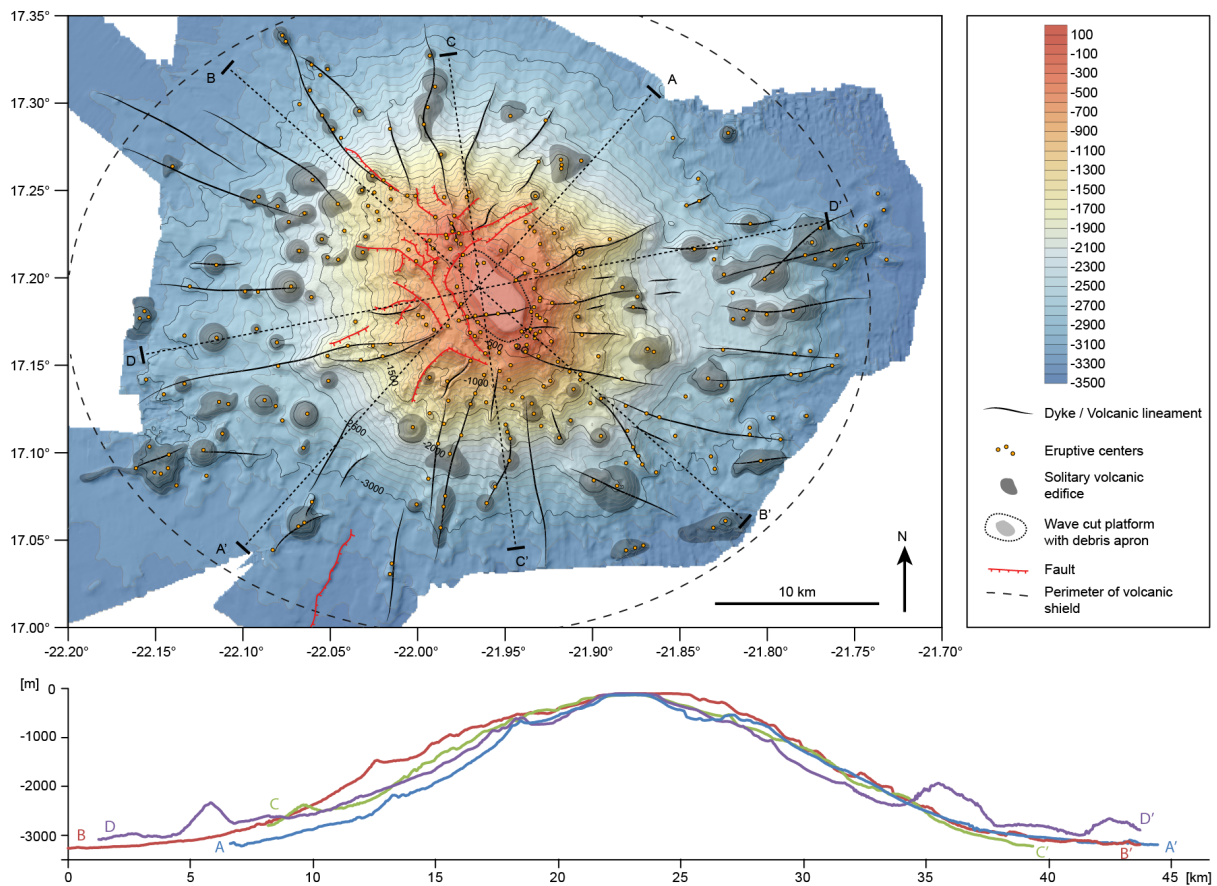 17.35°
17.30°
17.25°
17.20°
17.15°
17.10°
17.05°
17.00°
-22.20°
-22.15°
-22.10°
-22.05°
-22.00°
-21.95°
-21.90°
-21.85°
-21.80°
-21.75°
-21.70°
B
C
A
D'
D
A'
C'
B'
-500
-1000
-1500
-2000
-2500
-3000
N
10 km
100
-100
-300
-500
-700
-900
-1100
-1300
-1500
-1700
-1900
-2100
-2300
-2500
-2700
-2900
-3100
-3300
-3500
Dyke / Volcanic lineament
Eruptive centers
Solitary volcanic
edifice
Wave cut platform
with debris apron
Fault
Perimeter of volcanic
shield
[m]
0
-1000
-2000
-3000
B
D
C
A
D'
C'
B'
A'
0
5
10
15
20
25
30
35
40
45
[km]